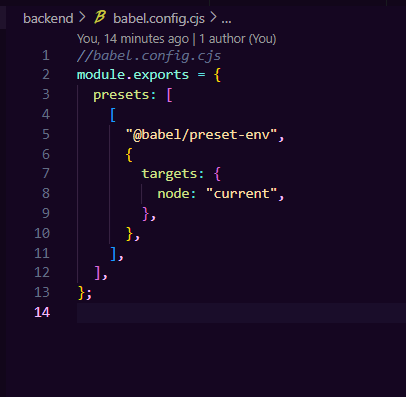 backend > babel.config.cjs > ...
You, 14 minutes ago | 1 author (You)
1 //babel.config.cjs
2 module.exports = {
3   presets: [
4     [
5       "@babel/preset-env",
6       {
7         targets: {
8           node: "current",
9         },
10       },
11     ],
12   ],
13 };
14